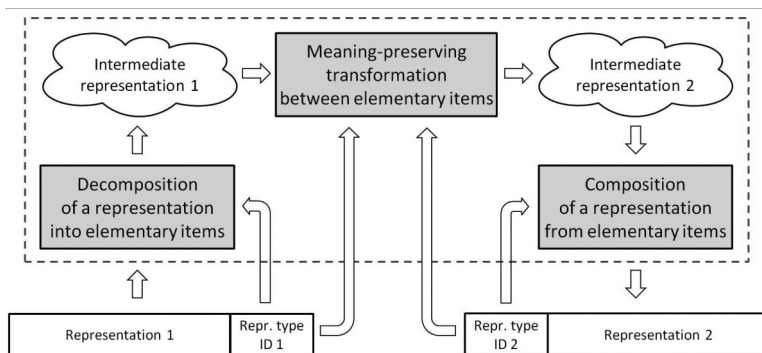 Intermediate
representation 1
Meaning-preserving
transformation
between elementary items
Intermediate
representation 2
Decomposition
of a representation
into elementary items
Composition
of a representation
from elementary items
Representation 1
Repr. type
ID 1
Repr. type
ID 2
Representation 2